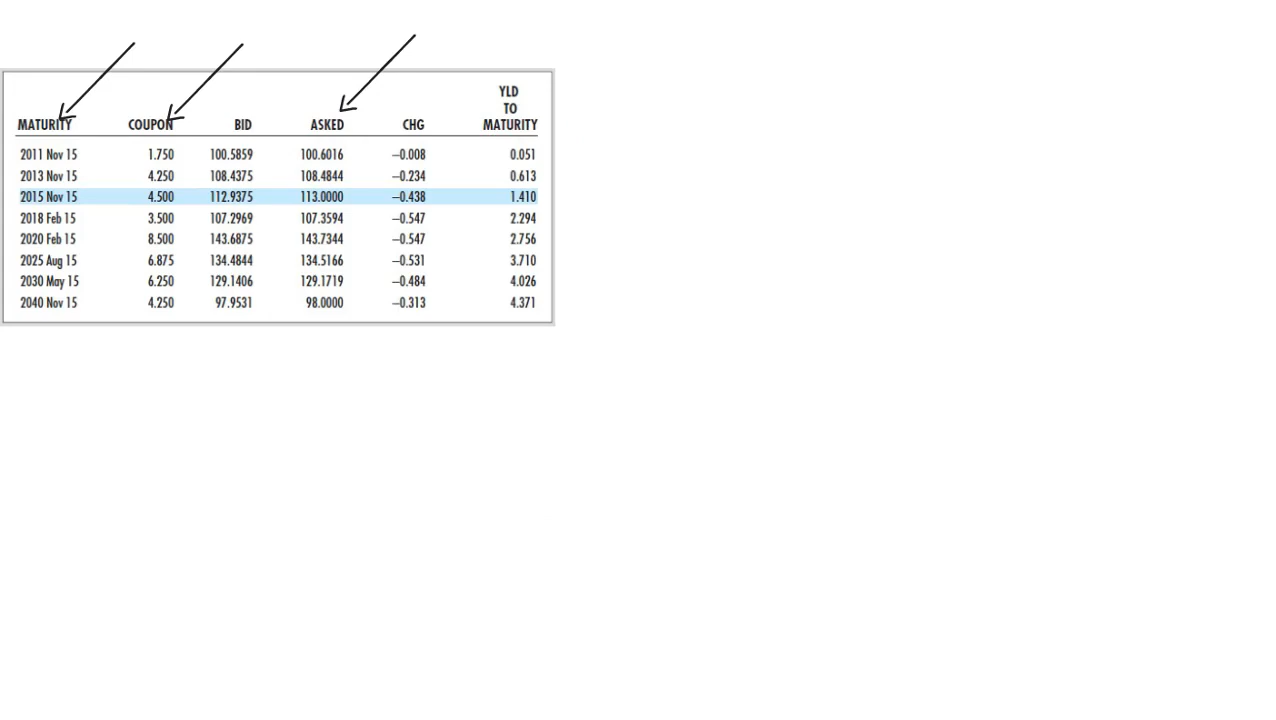 YLD
TO
MATURITY COUPON BID ASKED CHG MATURITY
2011 Nov 15 1.750 100.5859 100.6016 –0.008 0.051
2013 Nov 15 4.250 108.4375 108.4844 –0.234 0.613
2015 Nov 15 4.500 112.9375 113.0000 –0.438 1.410
2018 Feb 15 3.500 107.2969 107.3594 –0.547 2.294
2020 Feb 15 8.500 143.6875 143.7344 –0.547 2.756
2025 Aug 15 6.875 134.4844 134.5166 –0.531 3.710
2030 May 15 6.250 129.1406 129.1719 –0.484 4.026
2040 Nov 15 4.250 97.9531 98.0000 –0.313 4.371